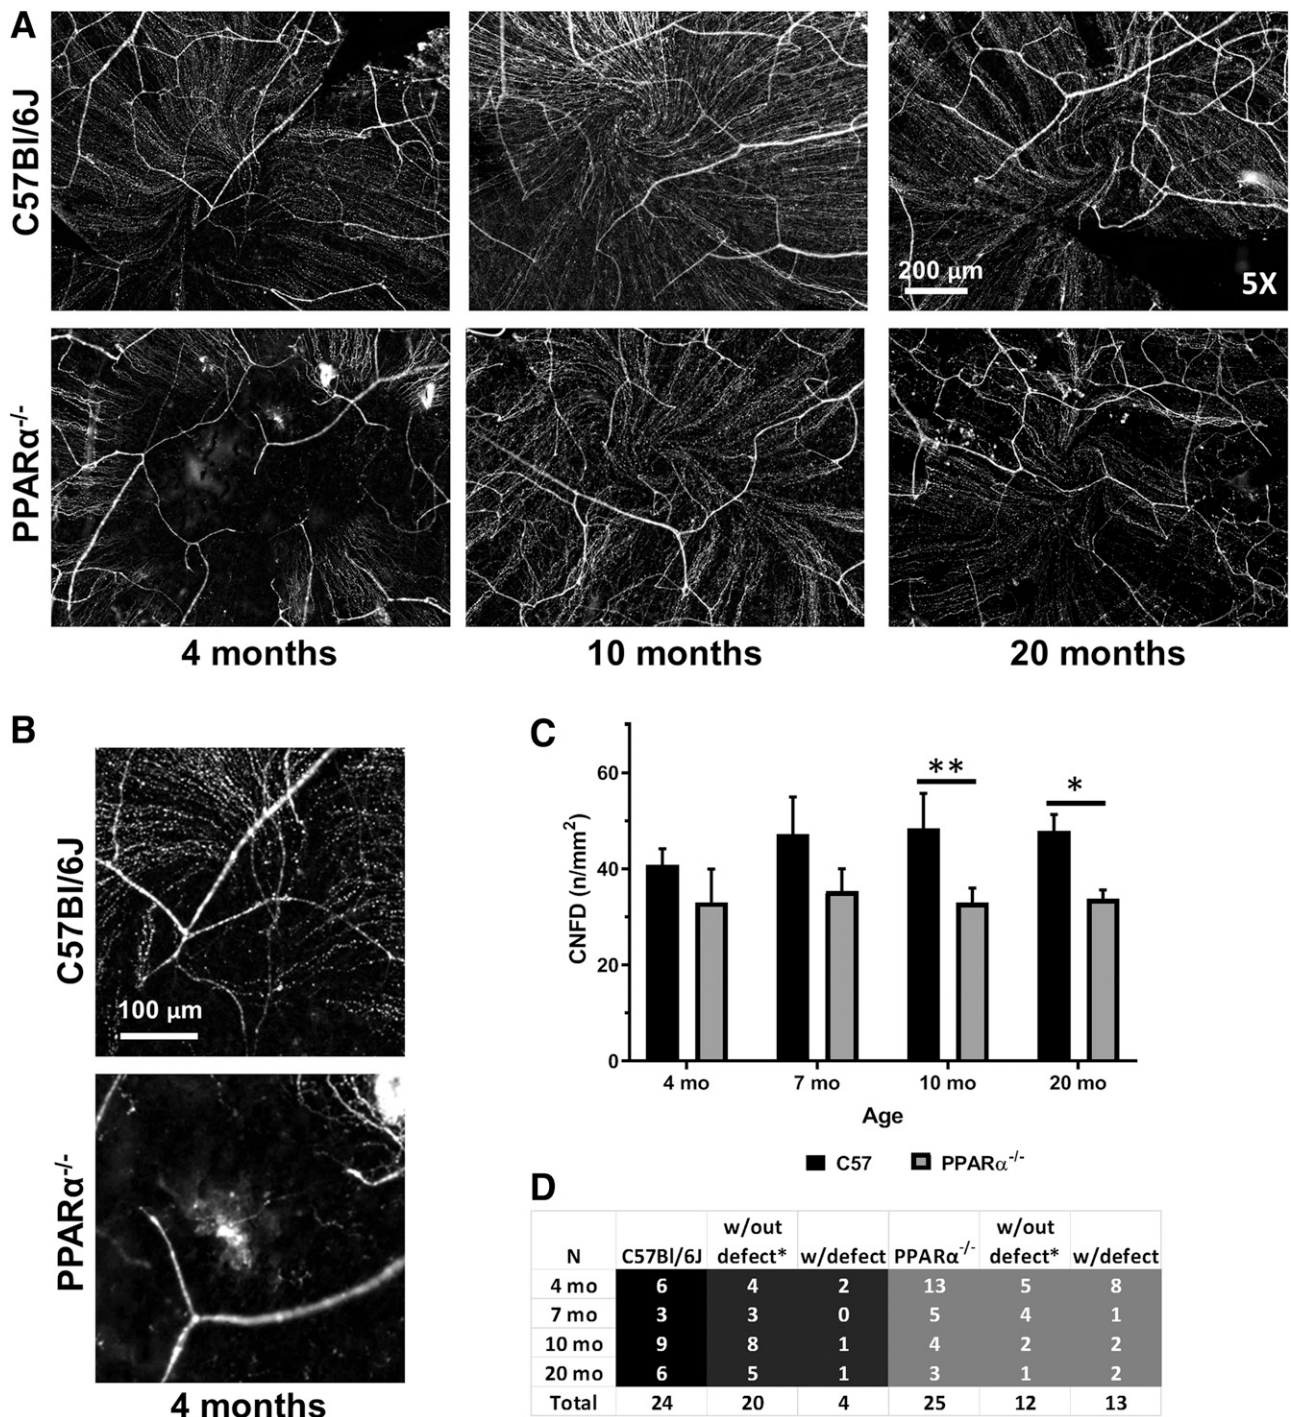 A
C57Bl/6J
200 µm
5X
PPARα-/-
4 months
10 months
20 months
B
C57Bl/6J
100 µm
PPARα-/-
4 months
C
CNFD (n/mm2)
60
40
20
0
**
*
4 mo
7 mo
10 mo
20 mo
Age
C57
PPARα-/-
D
N C57Bl/6J w/out defect* w/defect PPARα-/- w/out defect* w/defect
4 mo 6 4 2 13 5 8
7 mo 3 3 0 5 4 1
10 mo 9 8 1 4 2 2
20 mo 6 5 1 3 1 2
Total 24 20 4 25 12 13